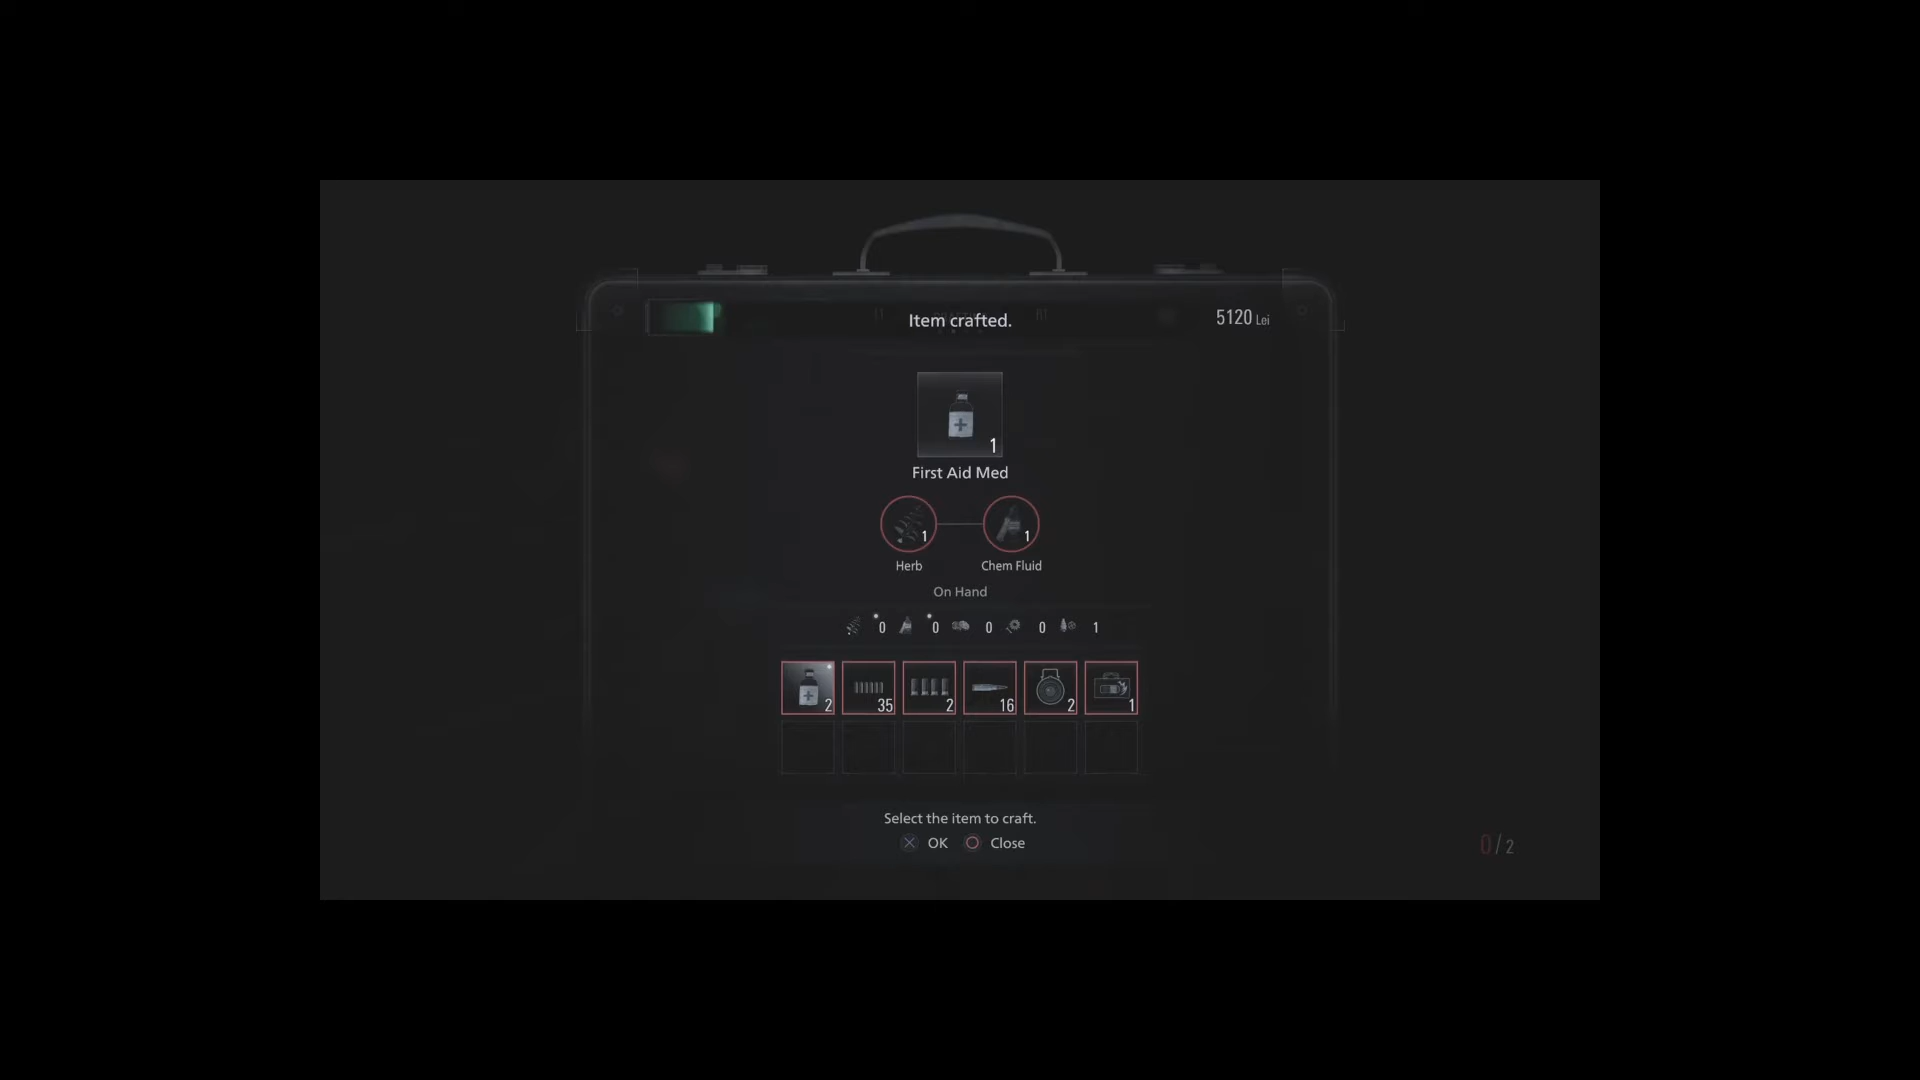 Item crafted.
5120 Lei
1
First Aid Med
1 1
Herb Chem Fluid
On Hand
0 0 0 0 1
2 35 2 16 2 1
Select the item to craft.
OK Close
0/2